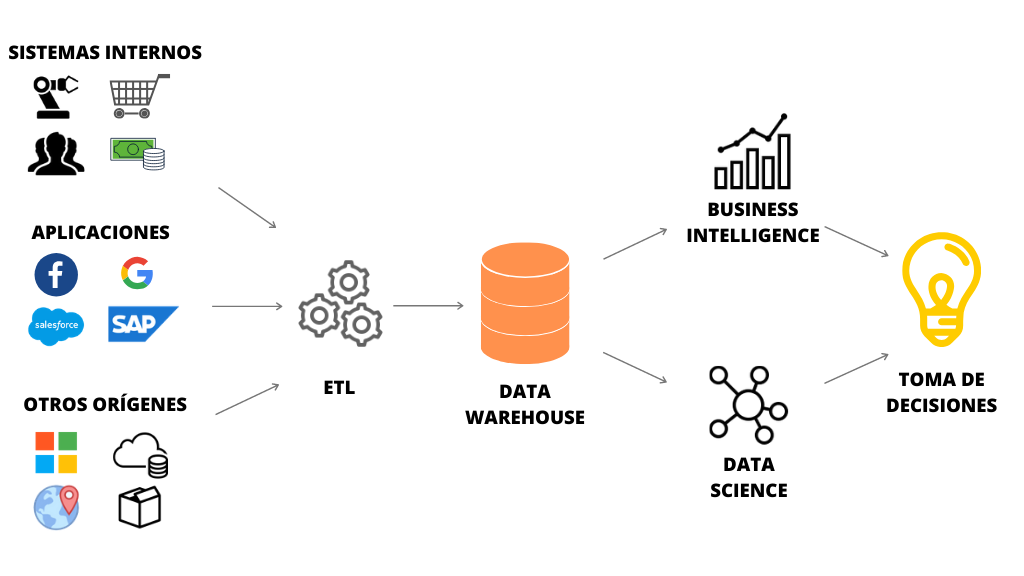 SISTEMAS INTERNOS
APLICACIONES
f
G
salesforce
SAP
OTROS ORÍGENES
ETL
DATA
WAREHOUSE
BUSINESS
INTELLIGENCE
DATA
SCIENCE
TOMA DE
DECISIONES